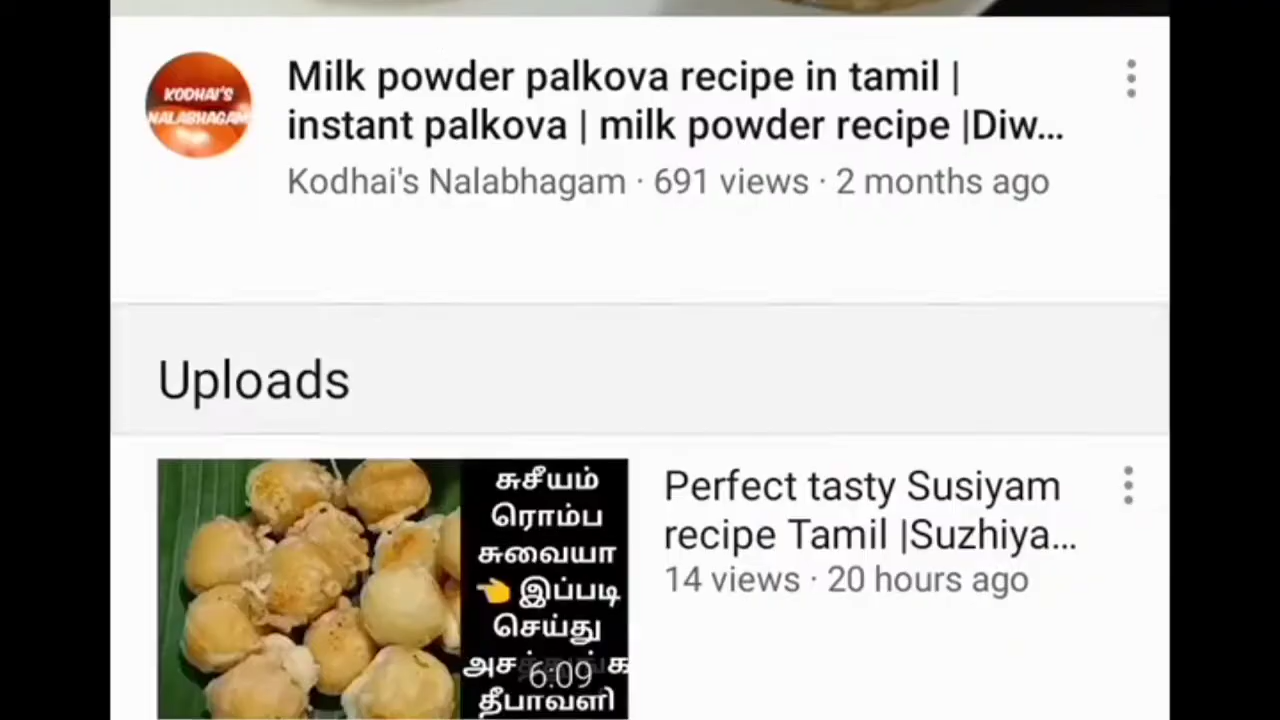 KODHAI'S
NALABHAGAM
Milk powder palkova recipe in tamil |
instant palkova | milk powder recipe |Diw...
Kodhai's Nalabhagam · 691 views · 2 months ago
Uploads
சுசீயம்
ரொம்ப
சுவையா
👈 இப்படி
செய்து
தீபாவளி
6:09
Perfect tasty Susiyam
recipe Tamil |Suzhiya...
14 views · 20 hours ago